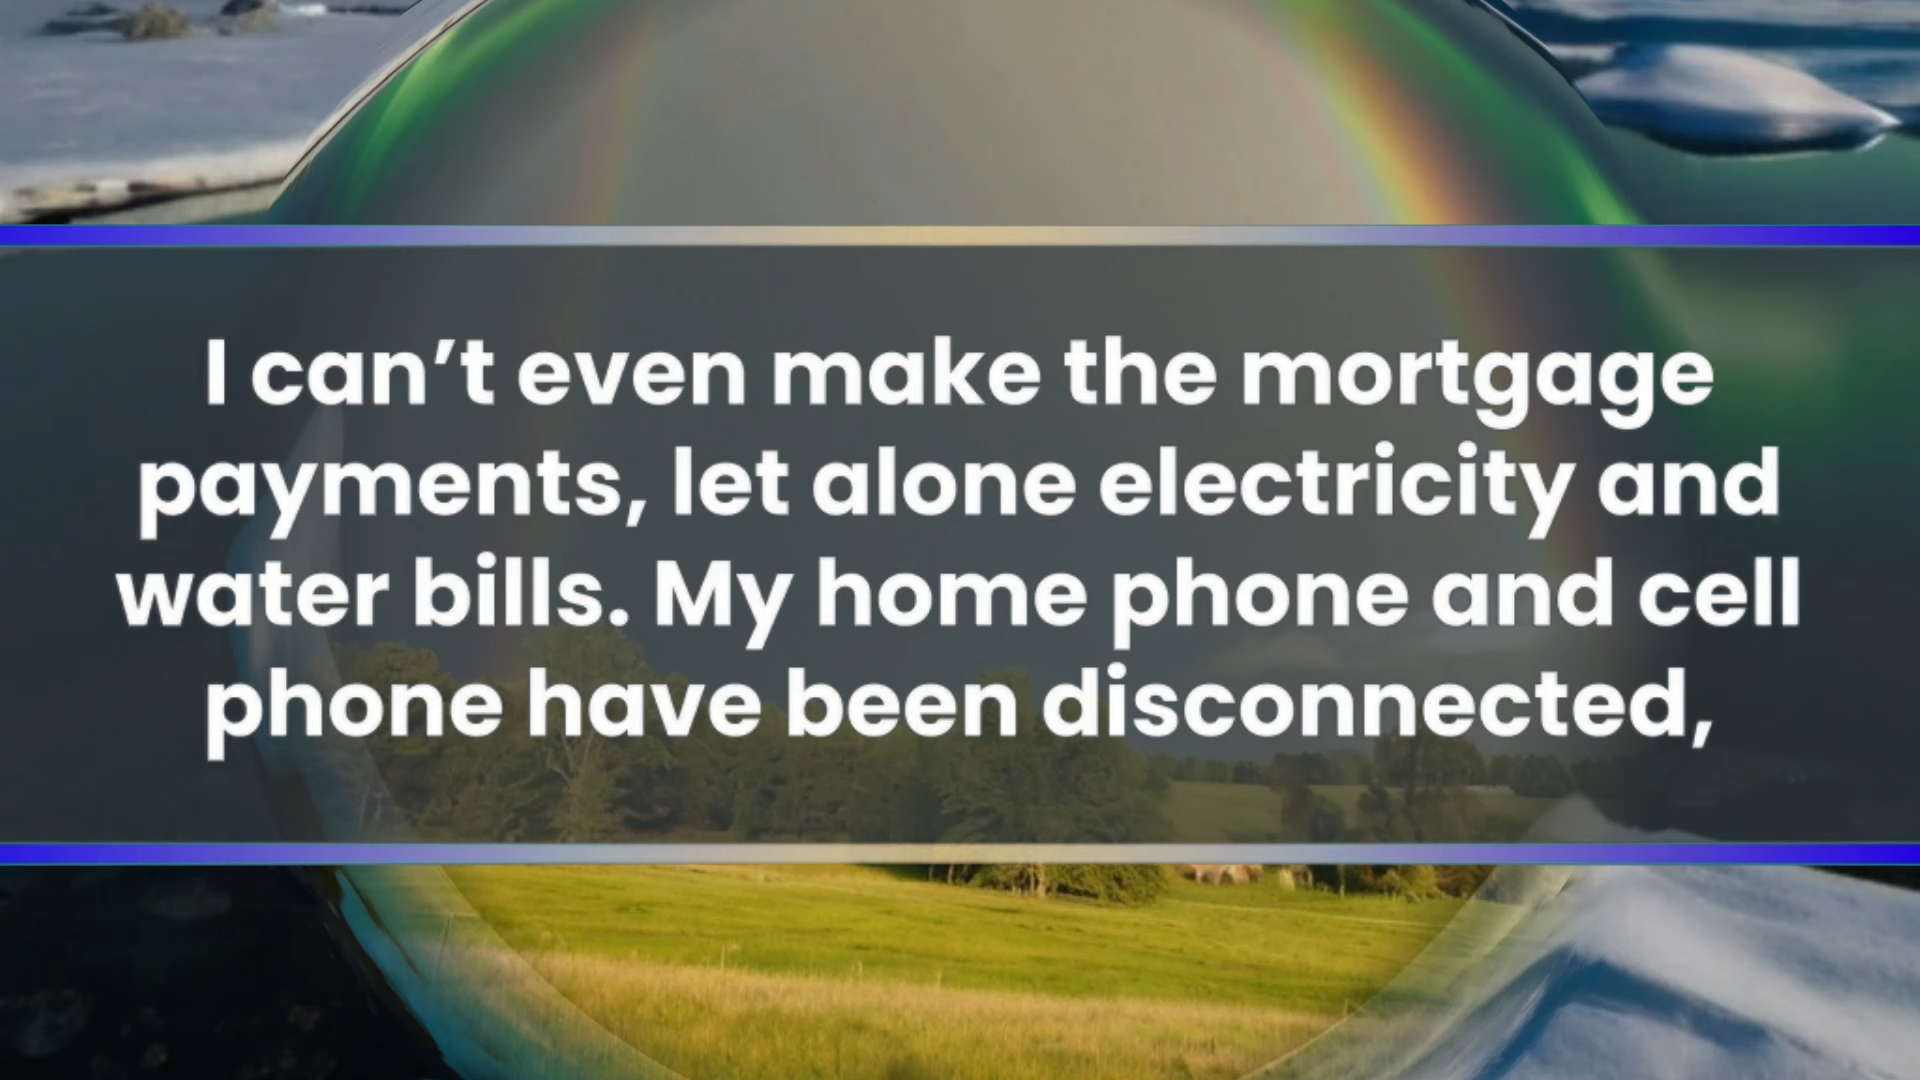 I can’t even make the mortgage
payments, let alone electricity and
water bills. My home phone and cell
phone have been disconnected,